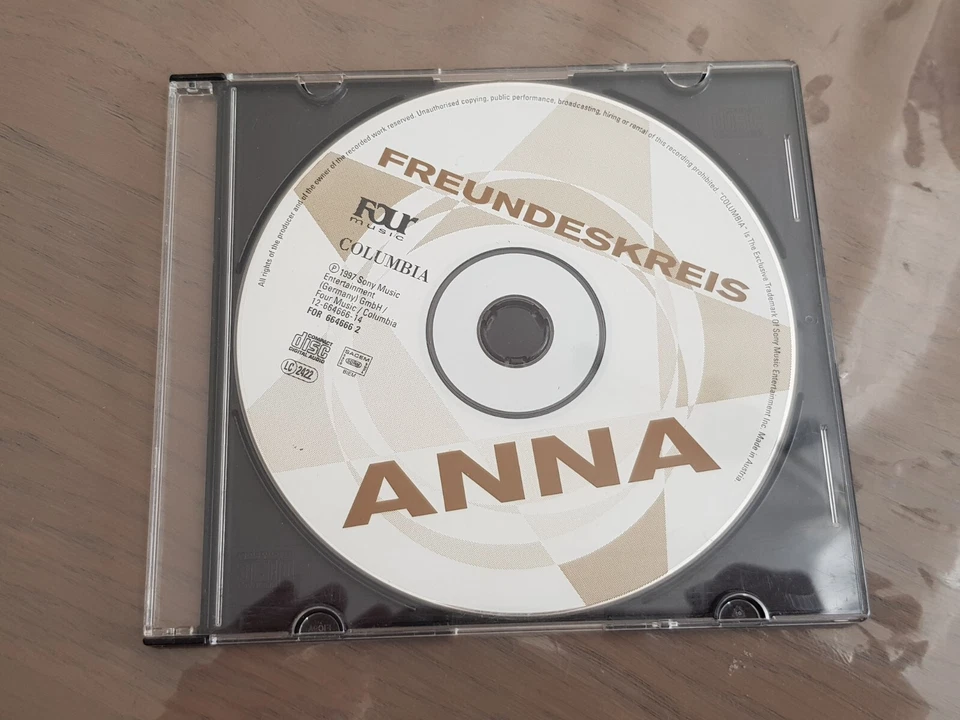 All rights of the producer and of the owner of the recorded work reserved. Unauthorised copying, public performance, broadcasting, hiring or rental of this recording prohibited. "COLUMBIA" is The Exclusive Trademark Of Sony Music Entertainment Inc. Made in Austria.
FREUNDESKREIS
Four
music
COLUMBIA
℗ 1997 Sony Music
Entertainment
(Germany) GmbH /
Four Music / Columbia
12-664666-14
FOR 664666 2
COMPACT
disc
DIGITAL AUDIO
SACEM
BIEM
LC 2422
ANNA